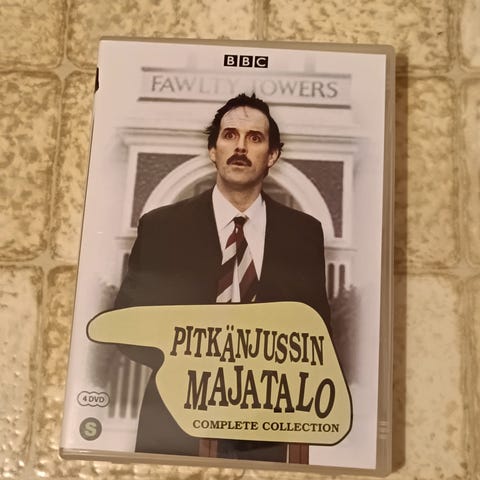 BBC
FAWLTY TOWERS
PITKÄNJUSSIN
MAJATALO
COMPLETE COLLECTION
4 DVD
S